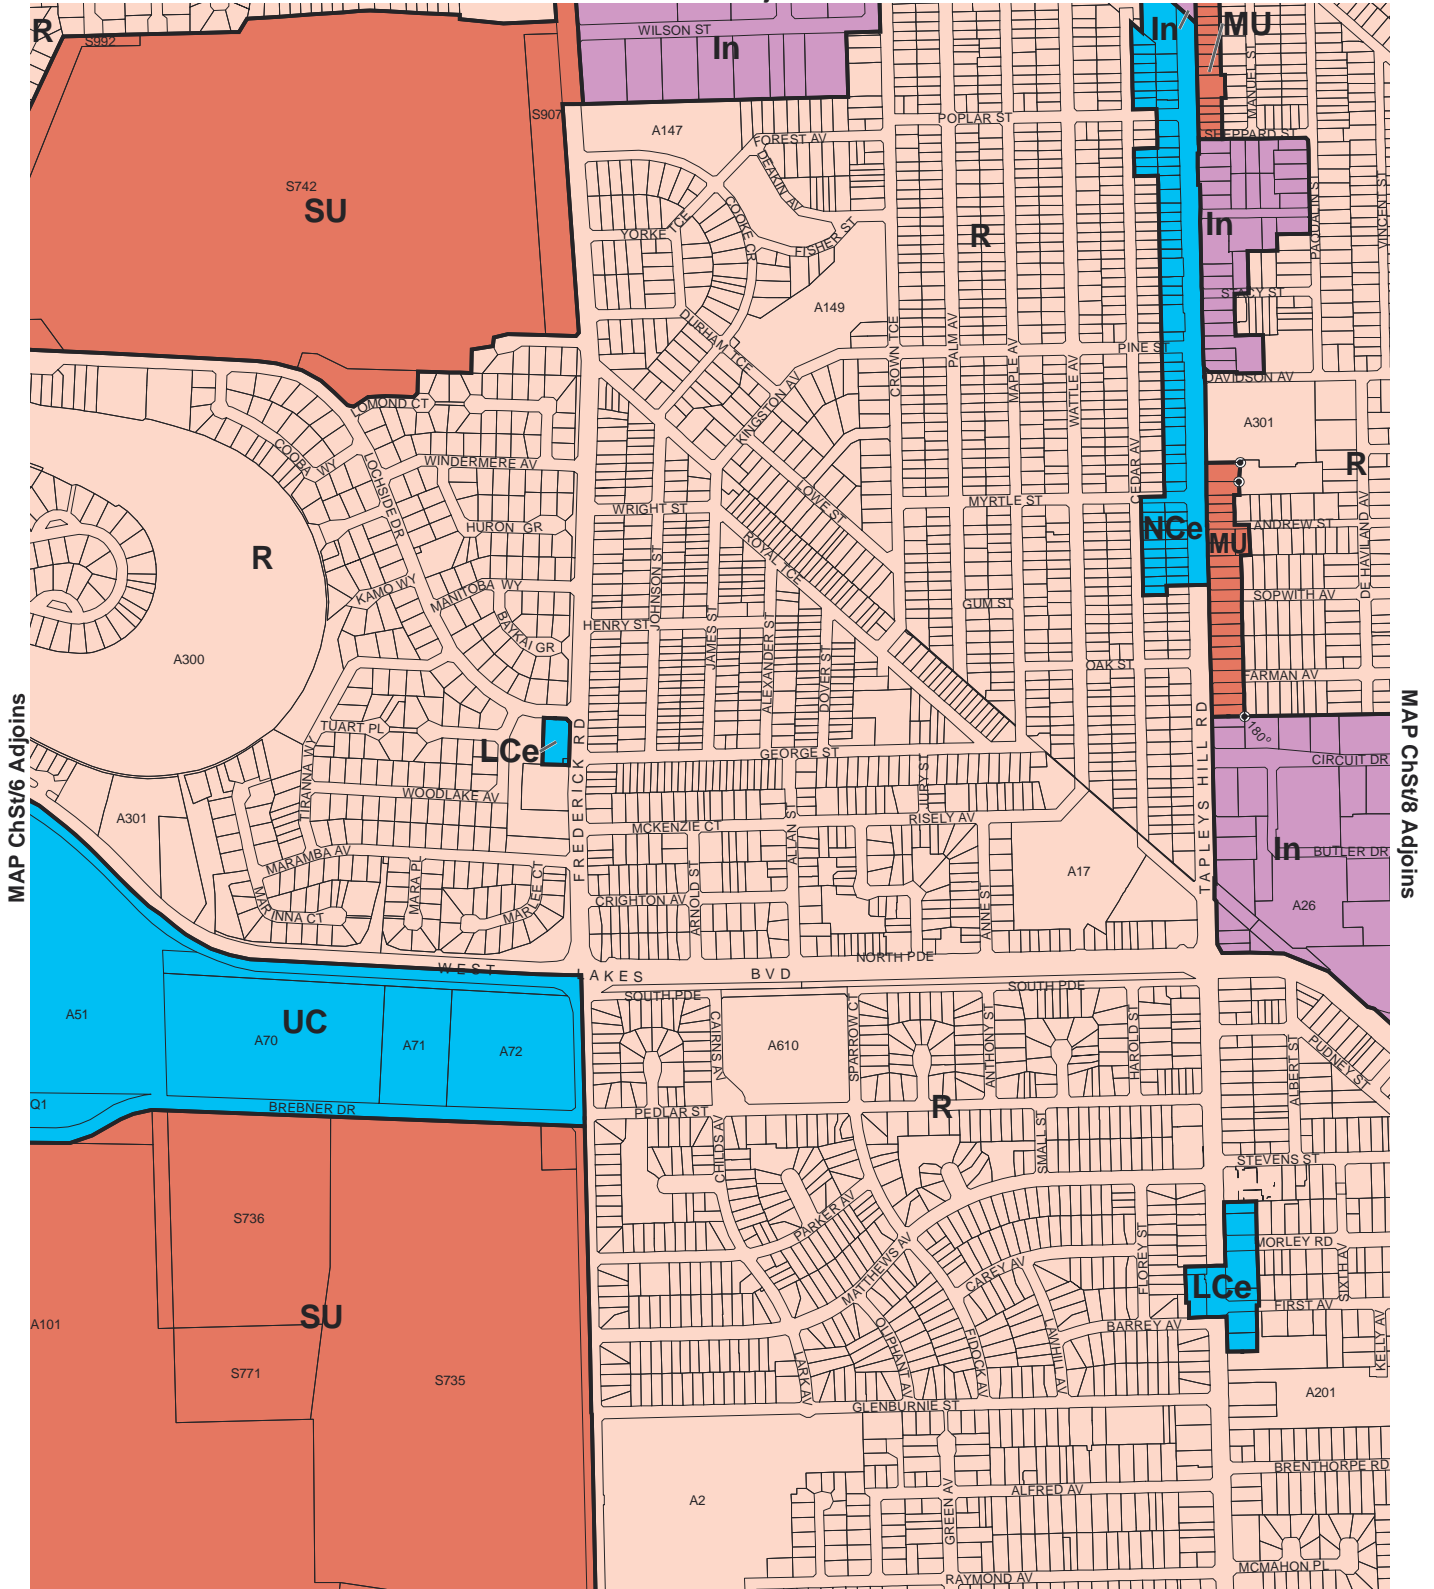 R
S992
WILSON ST
In
In
MU
MANUEL ST
S907
A147
POPLAR ST
FOREST AV
SHEPPARD ST
DEAKIN AV
S742
SU
COOKE CR
YORKE TCE
FISHER ST
R
In
VINCENT ST
STACY ST
A149
DURHAM TCE
CROWN TCE
PALM AV
MAPLE AV
WATTLE AV
PINE ST
DAVIDSON AV
LOMOND CT
KINGSTON AV
A301
COOBA WY
LOCHSIDE DR
WINDERMERE AV
CEDAR AV
R
LOWE ST
MYRTLE ST
WRIGHT ST
HURON GR
NCe
MU
ANDREW ST
DE HAVILAND AV
R
ROYAL TCE
JOHNSON ST
KAMO WY
MANITOBA WY
GUM ST
SOPWITH AV
BAYKAI GR
HENRY ST
JAMES ST
ALEXANDER ST
DOVER ST
A300
OAK ST
FARMAN AV
MAP ChSt/6 Adjoins
MAP ChSt/8 Adjoins
TUART PL
LCe
FREDERICK RD
TAPLEYS HILL RD
180°
GEORGE ST
CIRCUIT DR
TIRANNA WY
WOODLAKE AV
JURY ST
A301
MCKENZIE CT
ALLAN ST
RISELY AV
MARAMBA AV
In
BUTLER DR
MARA PL
MARLEE CT
ARNOLD ST
A17
MARINNA CT
CRIGHTON AV
ANNE ST
A26
NORTH PDE
WEST LAKES BVD
SOUTH PDE
SOUTH PDE
A51
UC
A70
A71
A72
CAIRNS AV
A610
SPARROW CT
ANTHONY ST
HAROLD ST
ALBERT ST
PUDNEY ST
Q1
BREBNER DR
PEDLAR ST
R
CHILDS AV
SMALL ST
STEVENS ST
S736
PARKER AV
MATTHEWS AV
CAREY AV
FLOREY ST
MORLEY RD
SIXTH AV
LCe
FIRST AV
A101
SU
BARREY AV
KELLY AV
S771
S735
LARK AV
OLIPHANT AV
FIDOCK AV
LAWHILL AV
A201
GLENBURNIE ST
BRENTHORPE RD
A2
GREEN AV
ALFRED AV
MCMAHON PL
RAYMOND AV